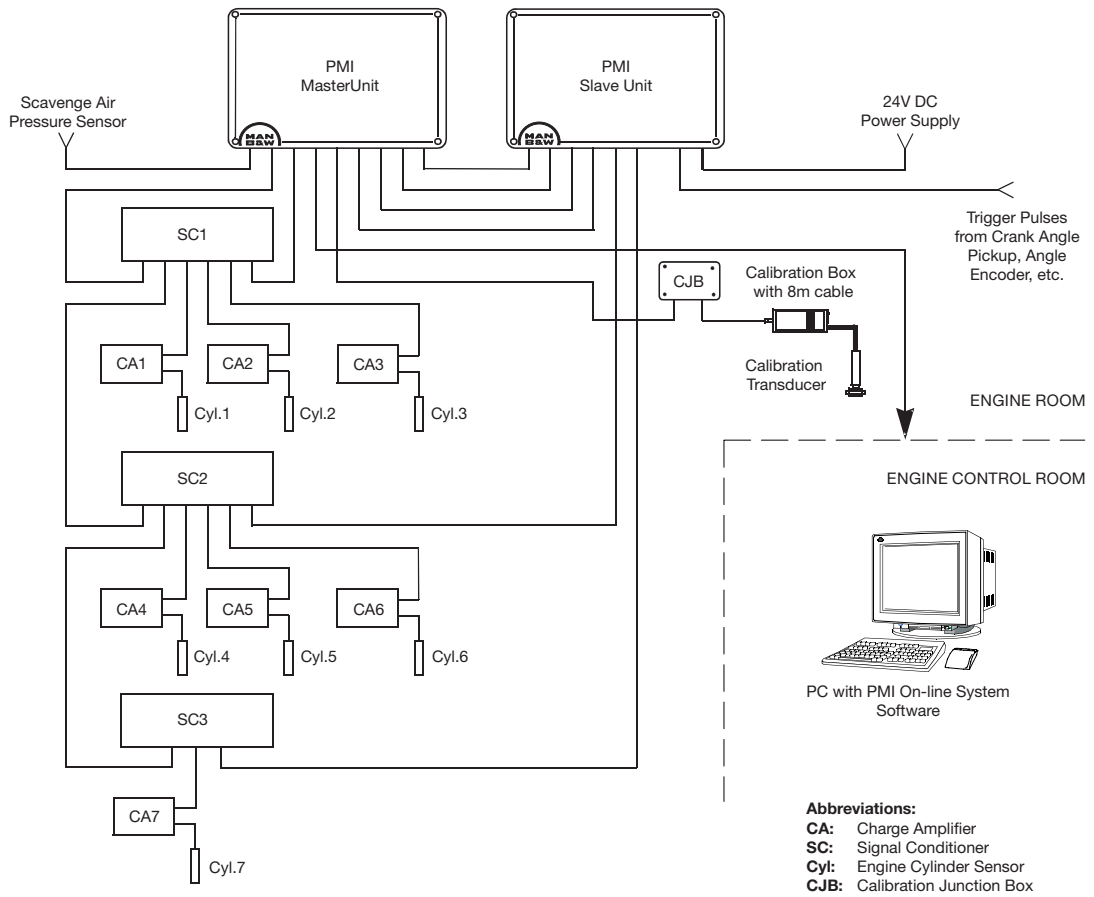 PMI
MasterUnit
MAN
B&W
PMI
Slave Unit
MAN
B&W
Scavenge Air
Pressure Sensor
24V DC
Power Supply
Trigger Pulses
from Crank Angle
Pickup, Angle
Encoder, etc.
SC1
CJB
Calibration Box
with 8m cable
Calibration
Transducer
CA1
CA2
CA3
Cyl.1
Cyl.2
Cyl.3
ENGINE ROOM
ENGINE CONTROL ROOM
SC2
CA4
CA5
CA6
Cyl.4
Cyl.5
Cyl.6
PC with PMI On-line System
Software
SC3
CA7
Cyl.7
Abbreviations:
CA: Charge Amplifier
SC: Signal Conditioner
Cyl: Engine Cylinder Sensor
CJB: Calibration Junction Box